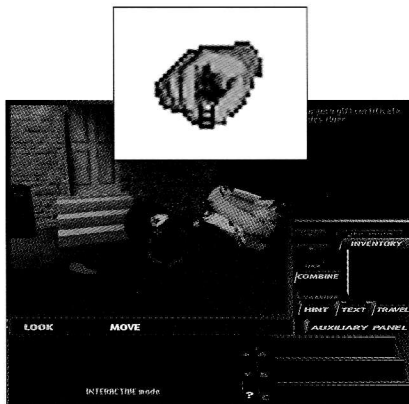 INVENTORY
COMBINE
HINT TEXT TRAVEL
LOOK MOVE
AUXILIARY PANEL
INTERACTIVE mode
?